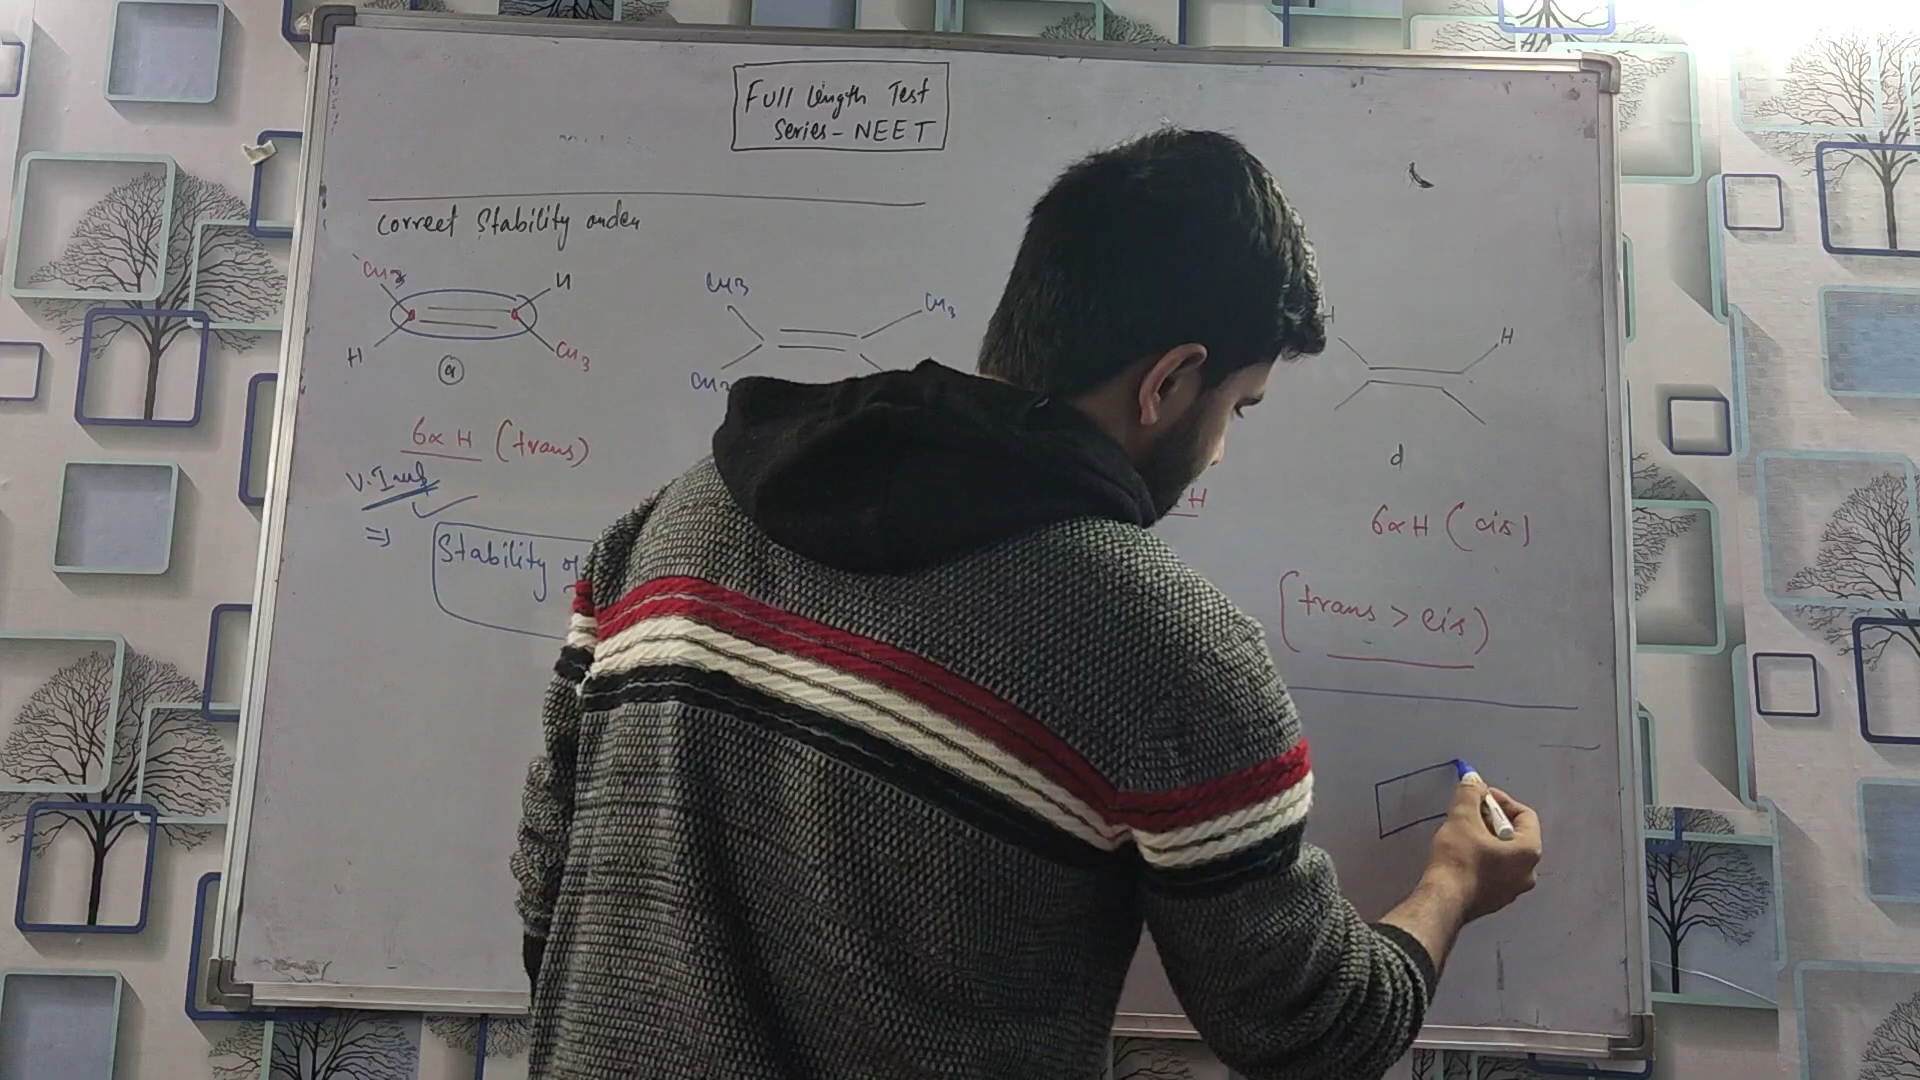 Full length Test
Series - NEET
correct Stability order
CH3
H
H
CH3
a
CH3
CH3
CH3
H
H
d
6α H (trans)
H
6α H (cis)
V. Imp
⇒
Stability of
(trans > cis)